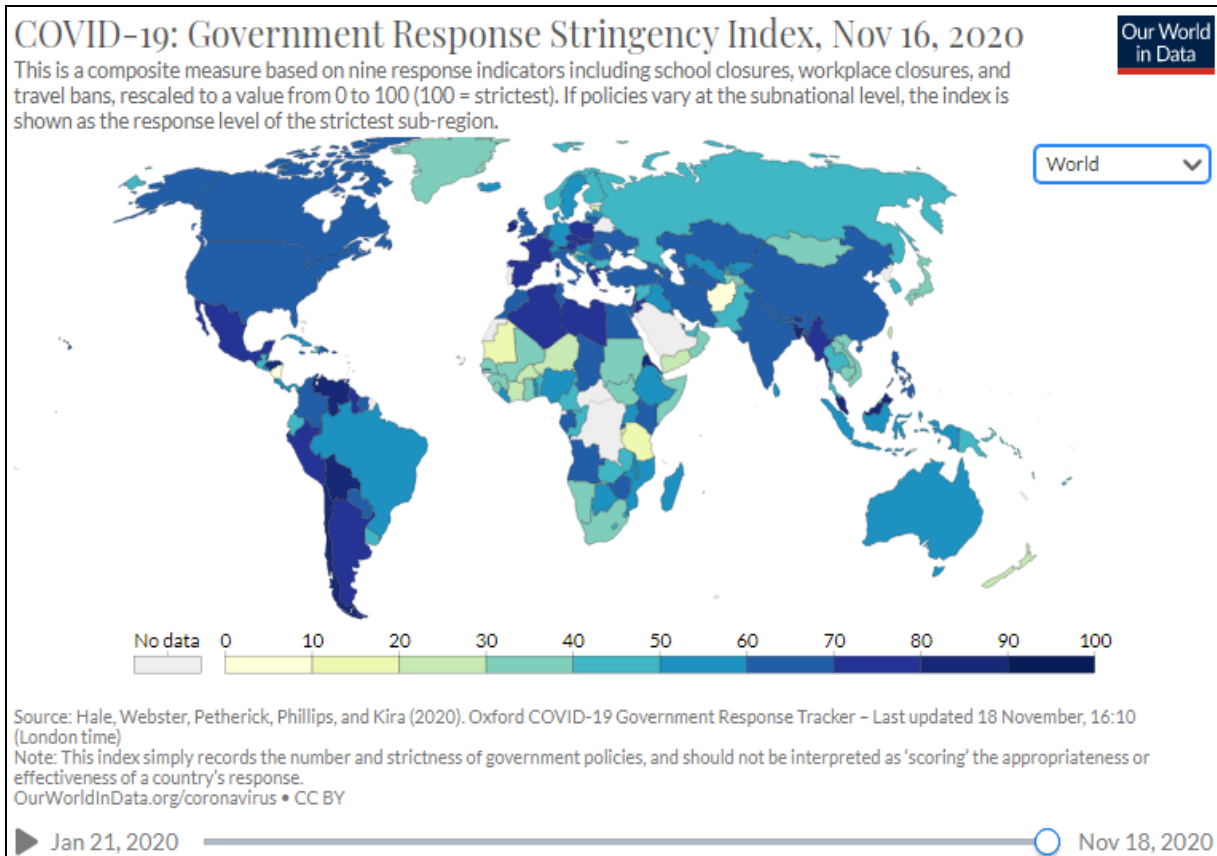 COVID-19: Government Response Stringency Index, Nov 16, 2020
Our World
in Data
This is a composite measure based on nine response indicators including school closures, workplace closures, and
travel bans, rescaled to a value from 0 to 100 (100 = strictest). If policies vary at the subnational level, the index is
shown as the response level of the strictest sub-region.
World
No data 0 10 20 30 40 50 60 70 80 90 100
Source: Hale, Webster, Petherick, Phillips, and Kira (2020). Oxford COVID-19 Government Response Tracker – Last updated 18 November, 16:10
(London time)
Note: This index simply records the number and strictness of government policies, and should not be interpreted as ‘scoring’ the appropriateness or
effectiveness of a country's response.
OurWorldInData.org/coronavirus • CC BY
Jan 21, 2020 Nov 18, 2020